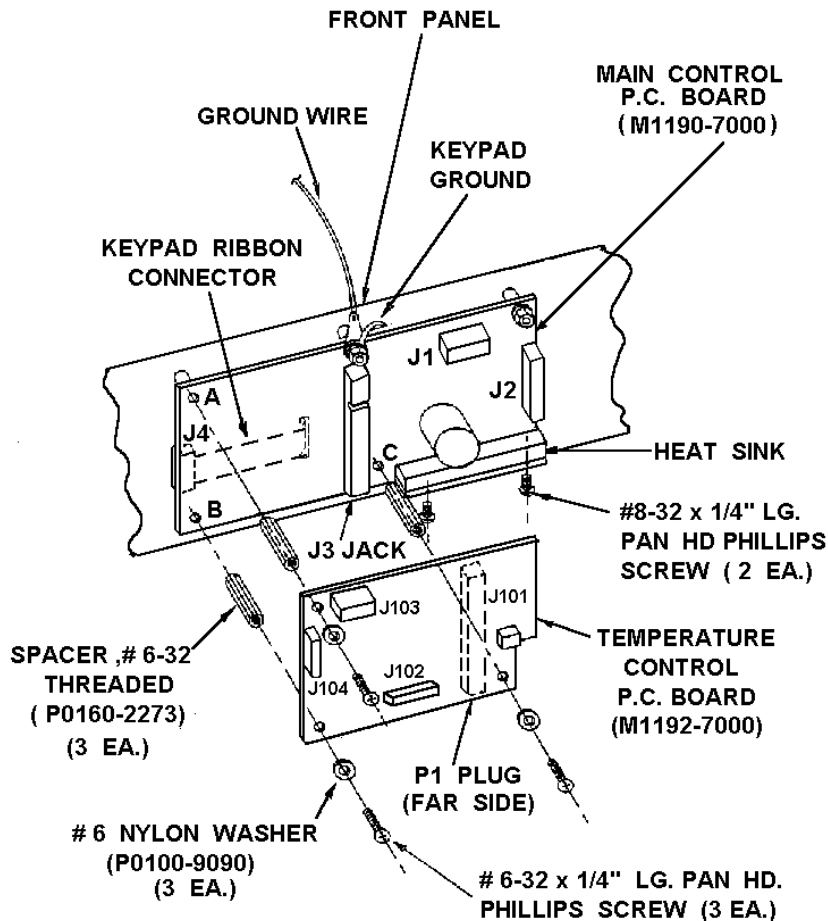 FRONT PANEL
MAIN CONTROL
P.C. BOARD
( M1190-7000 )
GROUND WIRE
KEYPAD
GROUND
KEYPAD RIBBON
CONNECTOR
J1
J2
A
J4
C
HEAT SINK
B
J3 JACK
#8-32 x 1/4" LG.
PAN HD PHILLIPS
SCREW ( 2 EA.)
J101
J103
J102
J104
SPACER ,# 6-32
THREADED
( P0160-2273)
(3 EA.)
TEMPERATURE
CONTROL
P.C. BOARD
(M1192-7000)
P1 PLUG
(FAR SIDE)
# 6 NYLON WASHER
(P0100-9090)
(3 EA.)
# 6-32 x 1/4" LG. PAN HD.
PHILLIPS SCREW (3 EA.)